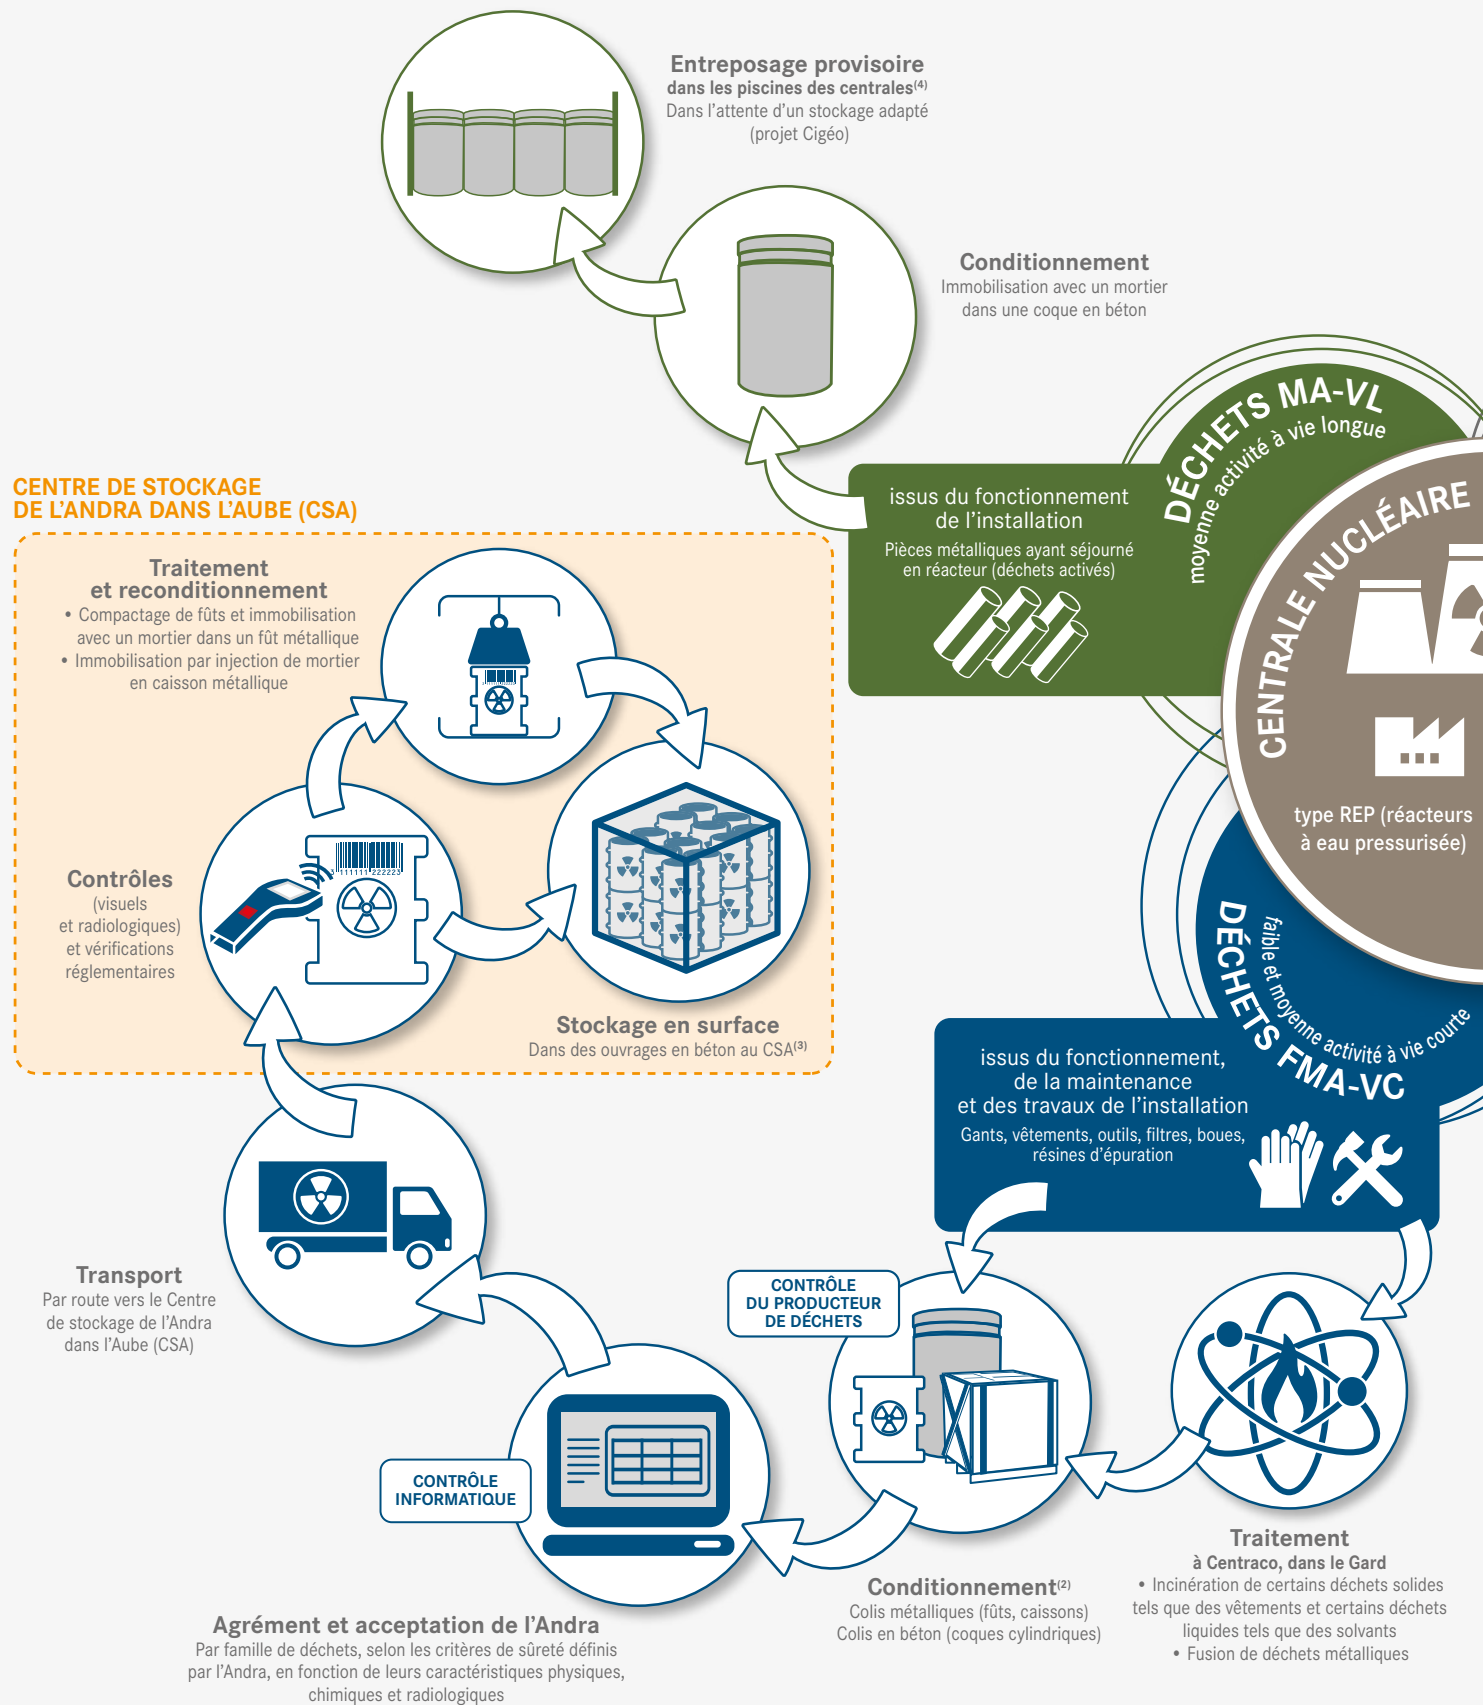 Entreposage provisoire
dans les piscines des centrales(4)
Dans l'attente d'un stockage adapté
(projet Cigéo)
Conditionnement
Immobilisation avec un mortier
dans une coque en béton
DÉCHETS MA-VL
moyenne activité à vie longue
issus du fonctionnement
de l'installation
Pièces métalliques ayant séjourné
en réacteur (déchets activés)
CENTRALE NUCLÉAIRE
type REP (réacteurs
à eau pressurisée)
CENTRE DE STOCKAGE
DE L'ANDRA DANS L'AUBE (CSA)
Traitement
et reconditionnement
• Compactage de fûts et immobilisation
avec un mortier dans un fût métallique
• Immobilisation par injection de mortier
en caisson métallique
Contrôles
(visuels
et radiologiques)
et vérifications
réglementaires
3 111111 222223
Stockage en surface
Dans des ouvrages en béton au CSA(3)
DÉCHETS FMA-VC
faible et moyenne activité à vie courte
issus du fonctionnement,
de la maintenance
et des travaux de l'installation
Gants, vêtements, outils, filtres, boues,
résines d'épuration
Transport
Par route vers le Centre
de stockage de l'Andra
dans l'Aube (CSA)
CONTRÔLE
DU PRODUCTEUR
DE DÉCHETS
CONTRÔLE
INFORMATIQUE
Traitement
à Centraco, dans le Gard
• Incinération de certains déchets solides
tels que des vêtements et certains déchets
liquides tels que des solvants
• Fusion de déchets métalliques
Conditionnement(2)
Colis métalliques (fûts, caissons)
Colis en béton (coques cylindriques)
Agrément et acceptation de l'Andra
Par famille de déchets, selon les critères de sûreté définis
par l'Andra, en fonction de leurs caractéristiques physiques,
chimiques et radiologiques